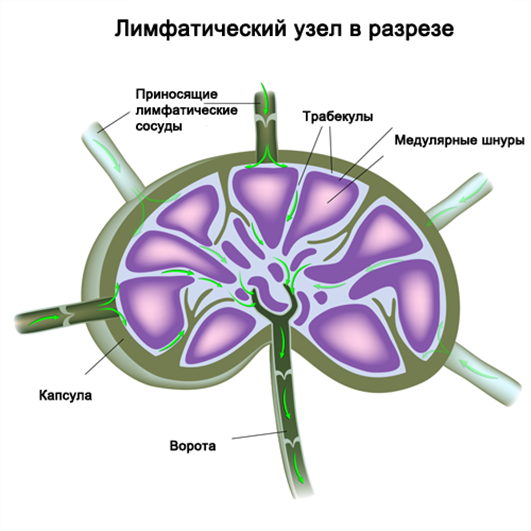 Лимфатический узел в разрезе
Приносящие
лимфатические
сосуды
Трабекулы
Медулярные шнуры
Капсула
Ворота